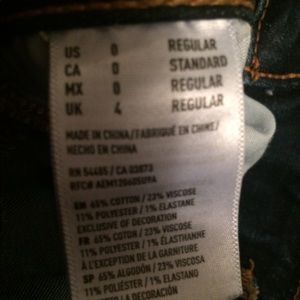 US 0 REGULAR
CA 0 STANDARD
MX 0 REGULAR
UK 4 REGULAR
MADE IN CHINA/FABRIQUÉ EN CHINE/
HECHO EN CHINA
RN 54485 / CA 03873
EN 65% COTTON / 23% VISCOSE
11% POLYESTER / 1% ELASTANE
EXCLUSIVE OF DECORATION
FR 65% COTON / 23% VISCOSE
11% POLYESTER / 1% ÉLASTHANNE
À L'EXCEPTION DE LA GARNITURE
SP 65% ALGODÓN / 23% VISCOSA
11% POLIÉSTER / 1% ELASTANO
LA DECORACIÓN